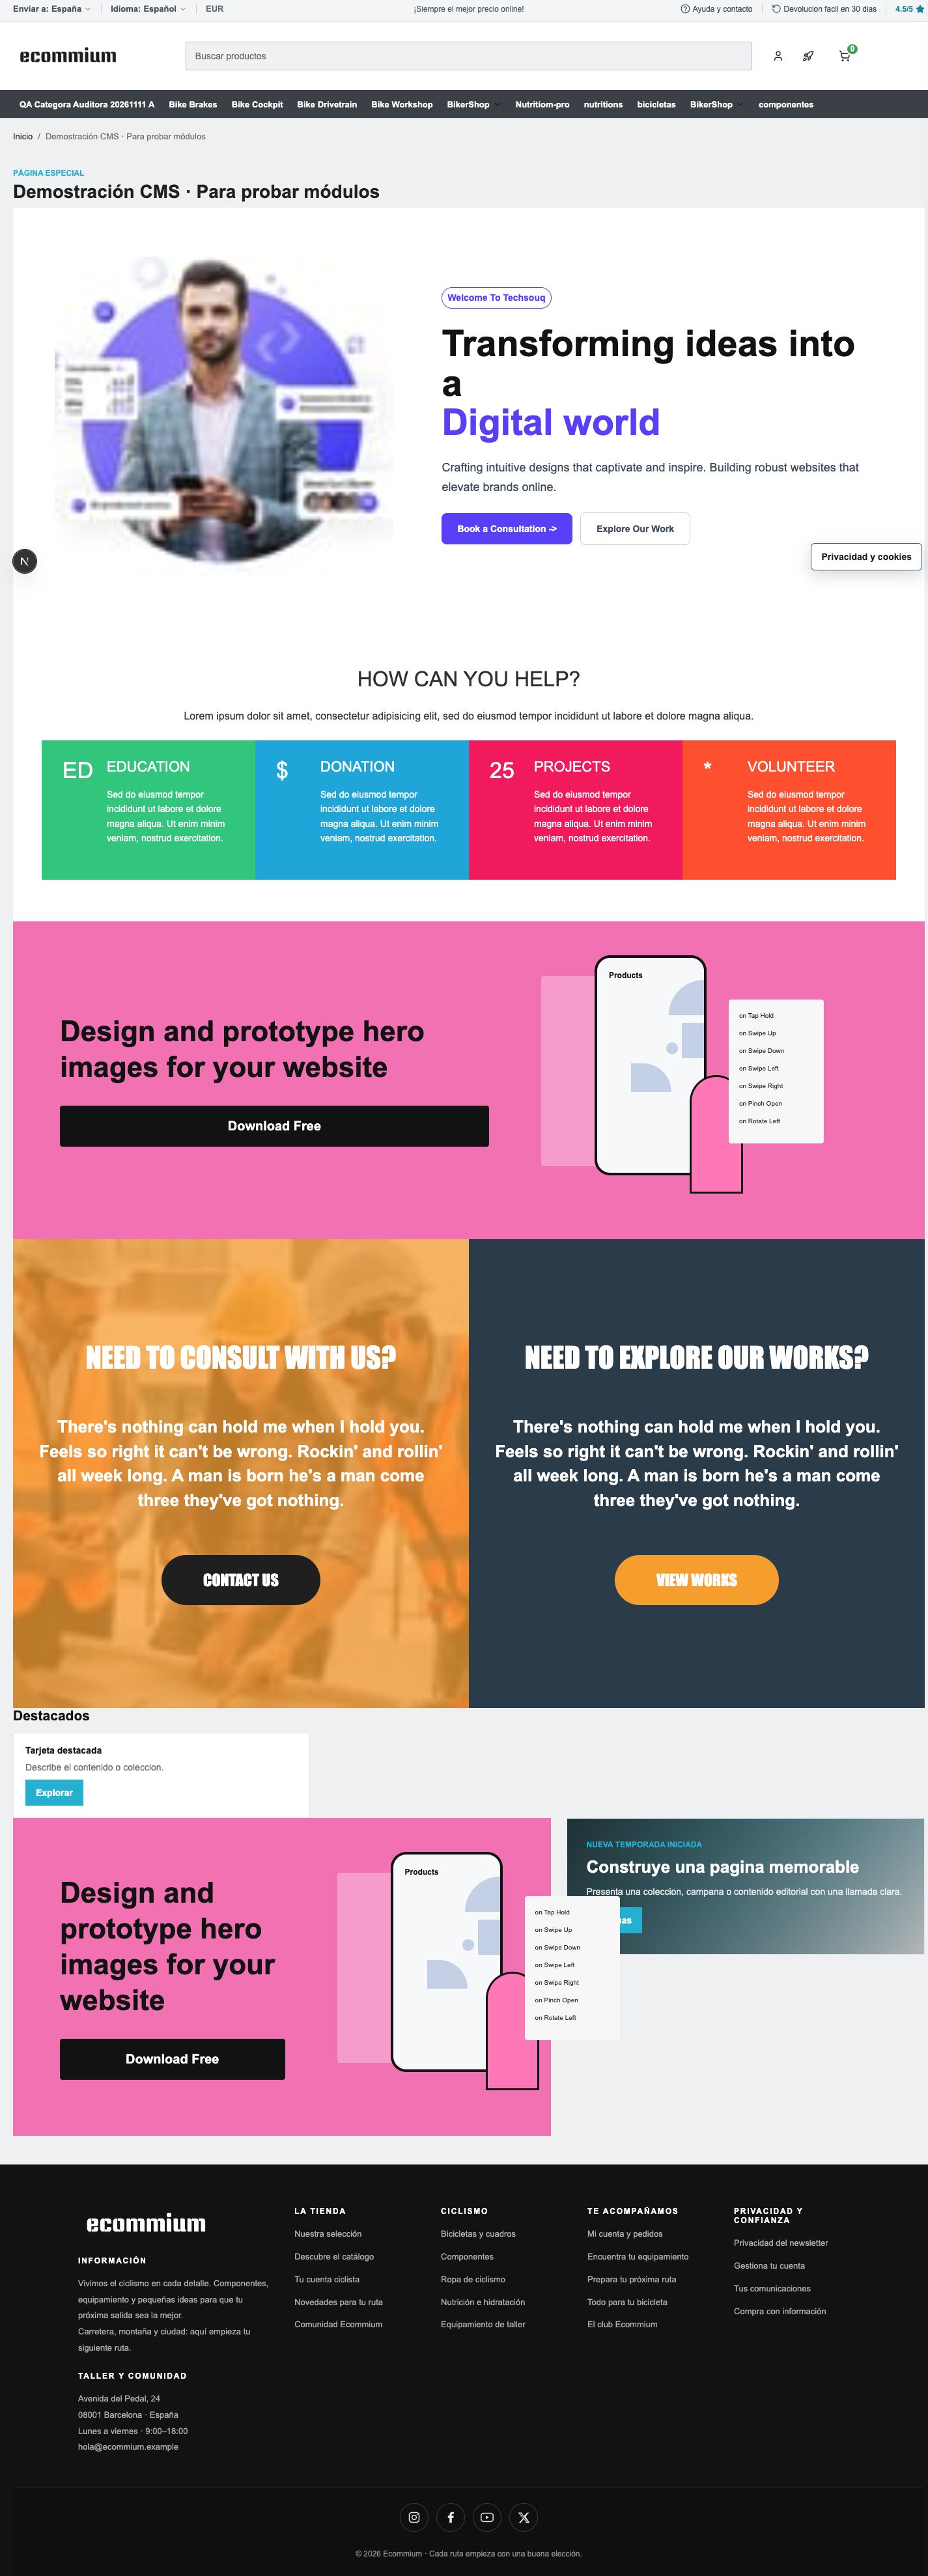 Enviar a: España
Idioma: Español
EUR
¡Siempre el mejor precio online!
Ayuda y contacto
Devolucion facil en 30 dias
4.5/5
ecommium
Buscar productos
0
QA Categora Auditora 20261111 A
Bike Brakes
Bike Cockpit
Bike Drivetrain
Bike Workshop
BikerShop
Nutritiom-pro
nutritions
bicicletas
BikerShop
componentes
Inicio / Demostración CMS · Para probar módulos
PÁGINA ESPECIAL
Demostración CMS · Para probar módulos
Welcome To Techsouq
Transforming ideas into
a
Digital world
Crafting intuitive designs that captivate and inspire. Building robust websites that
elevate brands online.
Book a Consultation ->
Explore Our Work
N
Privacidad y cookies
HOW CAN YOU HELP?
Lorem ipsum dolor sit amet, consectetur adipisicing elit, sed do eiusmod tempor incididunt ut labore et dolore magna aliqua.
ED
EDUCATION
Sed do eiusmod tempor
incididunt ut labore et dolore
magna aliqua. Ut enim minim
veniam, nostrud exercitation.
$
DONATION
Sed do eiusmod tempor
incididunt ut labore et dolore
magna aliqua. Ut enim minim
veniam, nostrud exercitation.
25
PROJECTS
Sed do eiusmod tempor
incididunt ut labore et dolore
magna aliqua. Ut enim minim
veniam, nostrud exercitation.
*
VOLUNTEER
Sed do eiusmod tempor
incididunt ut labore et dolore
magna aliqua. Ut enim minim
veniam, nostrud exercitation.
Design and prototype hero
images for your website
Download Free
Products
on Tap Hold
on Swipe Up
on Swipe Down
on Swipe Left
on Swipe Right
on Pinch Open
on Rotate Left
NEED TO CONSULT WITH US?
There's nothing can hold me when I hold you.
Feels so right it can't be wrong. Rockin' and rollin'
all week long. A man is born he's a man come
three they've got nothing.
CONTACT US
NEED TO EXPLORE OUR WORKS?
There's nothing can hold me when I hold you.
Feels so right it can't be wrong. Rockin' and rollin'
all week long. A man is born he's a man come
three they've got nothing.
VIEW WORKS
Destacados
Tarjeta destacada
Describe el contenido o coleccion.
Explorar
Design and
prototype hero
images for your
website
Download Free
Products
on Tap Hold
on Swipe Up
on Swipe Down
on Swipe Left
on Swipe Right
on Pinch Open
on Rotate Left
NUEVA TEMPORADA INICIADA
Construye una pagina memorable
Presenta una coleccion, campana o contenido editorial con una llamada clara.
ecommium
INFORMACIÓN
Vivimos el ciclismo en cada detalle. Componentes,
equipamiento y pequeñas ideas para que tu
próxima salida sea la mejor.
Carretera, montaña y ciudad: aquí empieza tu
siguiente ruta.
TALLER Y COMUNIDAD
Avenida del Pedal, 24
08001 Barcelona · España
Lunes a viernes · 9:00–18:00
hola@ecommium.example
LA TIENDA
Nuestra selección
Descubre el catálogo
Tu cuenta ciclista
Novedades para tu ruta
Comunidad Ecommium
CICLISMO
Bicicletas y cuadros
Componentes
Ropa de ciclismo
Nutrición e hidratación
Equipamiento de taller
TE ACOMPAÑAMOS
Mi cuenta y pedidos
Encuentra tu equipamiento
Prepara tu próxima ruta
Todo para tu bicicleta
El club Ecommium
PRIVACIDAD Y
CONFIANZA
Privacidad del newsletter
Gestiona tu cuenta
Tus comunicaciones
Compra con información
© 2026 Ecommium · Cada ruta empieza con una buena elección.